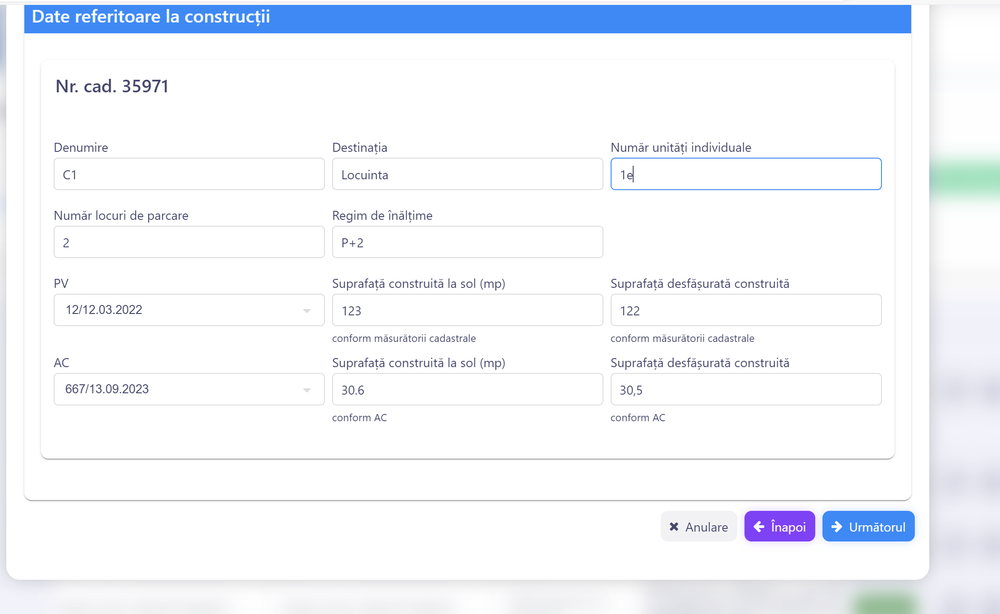 Date referitoare la construcții
Nr. cad. 35971
Denumire
Destinația
Număr unități individuale
C1
Locuinta
1e
Număr locuri de parcare
Regim de înălțime
2
P+2
PV
Suprafață construită la sol (mp)
Suprafață desfășurată construită
12/12.03.2022
123
122
conform măsurătorii cadastrale
conform măsurătorii cadastrale
AC
Suprafață construită la sol (mp)
Suprafață desfășurată construită
667/13.09.2023
30.6
30,5
conform AC
conform AC
Anulare
Înapoi
Următorul